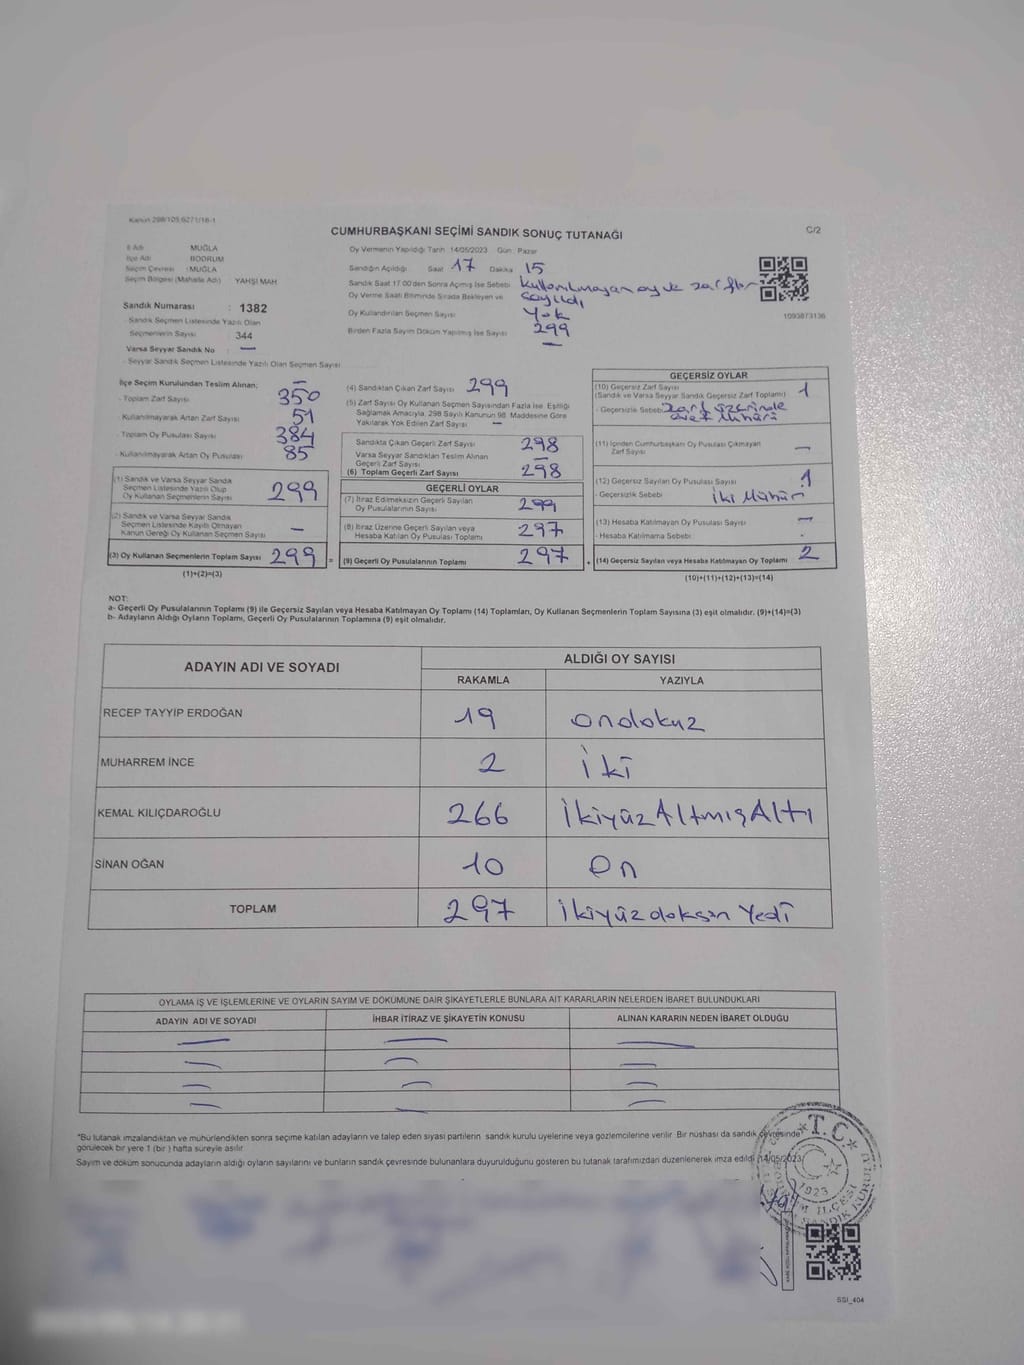 Kanun 298/105,6271/18-1
CUMHURBAŞKANI SEÇİMİ SANDIK SONUÇ TUTANAĞI
C/2
İl Adı MUĞLA
İlçe Adı BODRUM
Seçim Çevresi : MUĞLA
Seçim Bölgesi (Mahalle Adı) YAHŞİ MAH
Sandık Numarası : 1382
Sandık Seçmen Listesinde Yazılı Olan
Seçmenlerin Sayısı 344
Varsa Seyyar Sandık No —
Seyyar Sandık Seçmen Listesinde Yazılı Olan Seçmen Sayısı
—
Oy Vermenin Yapıldığı Tarih 14/05/2023 Gün : Pazar
Sandığın Açıldığı Saat 17 Dakika 15
Sandık Saat 17:00'den Sonra Açılmış İse Sebebi Kullanılmayan oy ve zarflar
sayıldı
Oy Verme Saati Bitiminde Sırada Bekleyen ve
Oy Kullandırılan Seçmen Sayısı Yok
299
Birden Fazla Sayım Döküm Yapılmış İse Sayısı —
1093873136
İlçe Seçim Kurulundan Teslim Alınan;
- Toplam Zarf Sayısı 350
- Kullanılmayarak Artan Zarf Sayısı 51
- Toplam Oy Pusulası Sayısı 384
- Kullanılmayarak Artan Oy Pusulası 85
(1) Sandık ve Varsa Seyyar Sandık
Seçmen Listesinde Yazılı Olup
Oy Kullanan Seçmenlerin Sayısı 299
(2) Sandık ve Varsa Seyyar Sandık
Seçmen Listesinde Kayıtlı Olmayan
Kanun Gereği Oy Kullanan Seçmen Sayısı —
(3) Oy Kullanan Seçmenlerin Toplam Sayısı 299 =
(1)+(2)=(3)
(4) Sandıktan Çıkan Zarf Sayısı 299
(5) Zarf Sayısı Oy Kullanan Seçmen Sayısından Fazla İse, Eşitliği
Sağlamak Amacıyla, 298 Sayılı Kanunun 98. Maddesine Göre
Yakılarak Yok Edilen Zarf Sayısı —
Sandıkta Çıkan Geçerli Zarf Sayısı 298
Varsa Seyyar Sandıktan Teslim Alınan
Geçerli Zarf Sayısı —
(6) Toplam Geçerli Zarf Sayısı 298
GEÇERLİ OYLAR
(7) İtiraz Edilmeksizin Geçerli Sayılan
Oy Pusulalarının Sayısı
(8) İtiraz Üzerine Geçerli Sayılan veya
Hesaba Katılan Oy Pusulası Toplamı 297
(9) Geçerli Oy Pusulalarının Toplamı 297 +
GEÇERSİZ OYLAR
(10) Geçersiz Zarf Sayısı
(Sandık ve Varsa Seyyar Sandık Geçersiz Zarf Toplamı) 1
- Geçersizlik Sebebi Zarf üzerinde
evet mührü
(11) İçinden Cumhurbaşkanı Oy Pusulası Çıkmayan
Zarf Sayısı —
(12) Geçersiz Sayılan Oy Pusulası Sayısı 1
- Geçersizlik Sebebi İki Mühür
(13) Hesaba Katılmayan Oy Pusulası Sayısı —
- Hesaba Katılmama Sebebi
(14) Geçersiz Sayılan veya Hesaba Katılmayan Oy Toplamı 2
(10)+(11)+(12)+(13)=(14)
NOT:
a- Geçerli Oy Pusulalarının Toplamı (9) ile Geçersiz Sayılan veya Hesaba Katılmayan Oy Toplamı (14) Toplamları, Oy Kullanan Seçmenlerin Toplam Sayısına (3) eşit olmalıdır. (9)+(14)=(3)
b- Adayların Aldığı Oyların Toplamı, Geçerli Oy Pusulalarının Toplamına (9) eşit olmalıdır.
ADAYIN ADI VE SOYADI ALDIĞI OY SAYISI
RAKAMLA YAZIYLA
RECEP TAYYİP ERDOĞAN 19 ondokuz
MUHARREM İNCE 2 iki
KEMAL KILIÇDAROĞLU 266 ikiyüzAltmışAltı
SİNAN OĞAN 10 on
TOPLAM 297 ikiyüzdoksan Yedi
OYLAMA İŞ VE İŞLEMLERİNE VE OYLARIN SAYIM VE DÖKÜMÜNE DAİR ŞİKAYETLERLE BUNLARA AİT KARARLARIN NELERDEN İBARET BULUNDUKLARI
ADAYIN ADI VE SOYADI İHBAR İTİRAZ VE ŞİKAYETİN KONUSU ALINAN KARARIN NEDEN İBARET OLDUĞU
"Bu tutanak imzalandıktan ve mühürlendikten sonra seçime katılan adayların ve talep eden siyasi partilerin sandık kurulu üyelerine veya gözlemcilerine verilir. Bir nüshası da sandık çevresinde
görülecek bir yere 1 (bir) hafta süreyle asılır.
Sayım ve döküm sonucunda adayların aldığı oyların sayılarını ve bunların sandık çevresinde bulunanlara duyurulduğunu gösteren bu tutanak tarafımızdan düzenlenerek imza edildi. 14/05/2023
T.C.
1923
SSI_404